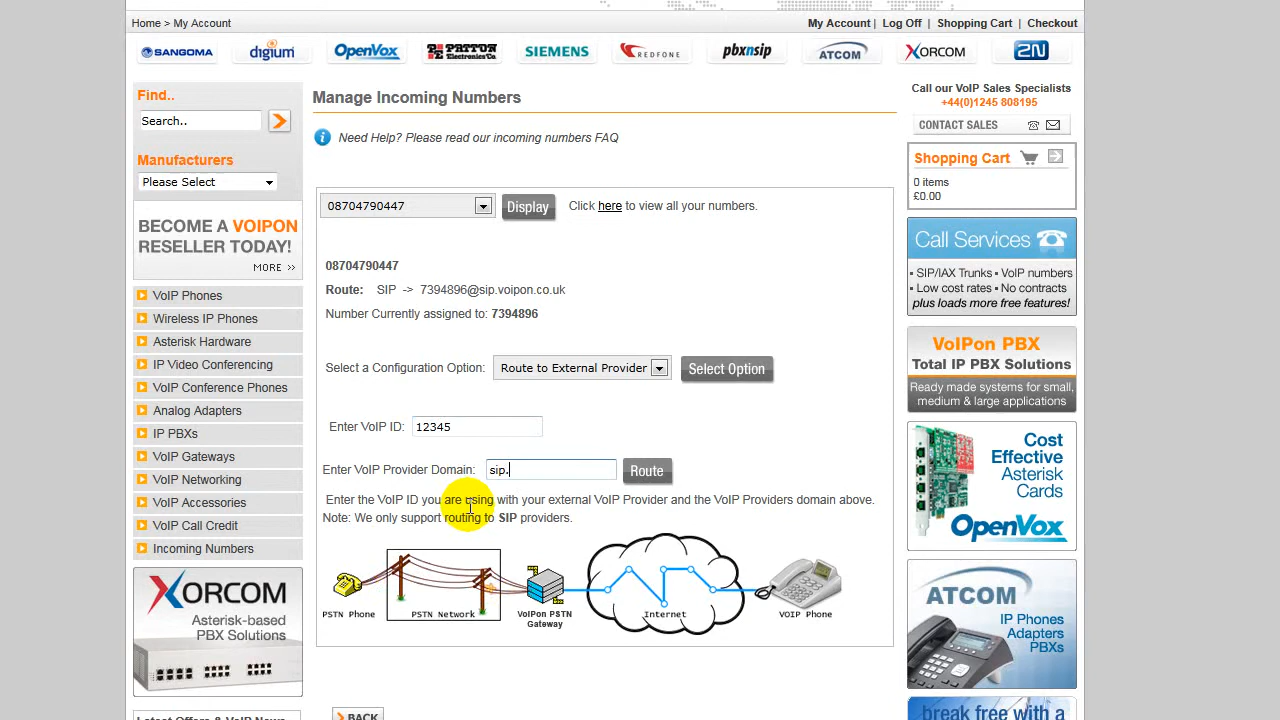 Home > My Account
My Account | Log Off | Shopping Cart | Checkout
SANGOMA
digium
OpenVox
PATTON
Electronics Co.
SIEMENS
REDFONE
pbxnsip
ATCOM
XORCOM
2N
Find..
Search..
Manufacturers
Please Select
BECOME A VOIPON
RESELLER TODAY!
MORE >>
VoIP Phones
Wireless IP Phones
Asterisk Hardware
IP Video Conferencing
VoIP Conference Phones
Analog Adapters
IP PBXs
VoIP Gateways
VoIP Networking
VoIP Accessories
VoIP Call Credit
Incoming Numbers
XORCOM
Asterisk-based
PBX Solutions
Latest Offers & VoIP News
Manage Incoming Numbers
Need Help? Please read our incoming numbers FAQ
08704790447
Display
Click here to view all your numbers.
08704790447
Route: SIP -> 7394896@sip.voipon.co.uk
Number Currently assigned to: 7394896
Select a Configuration Option: Route to External Provider Select Option
Enter VoIP ID: 12345
Enter VoIP Provider Domain: sip. Route
Enter the VoIP ID you are using with your external VoIP Provider and the VoIP Providers domain above.
Note: We only support routing to SIP providers.
PSTN Phone
PSTN Network
VoIPon PSTN
Gateway
Internet
VOIP Phone
BACK
Call our VoIP Sales Specialists
+44(0)1245 808195
CONTACT SALES
Shopping Cart
0 items
£0.00
Call Services
▪ SIP/IAX Trunks ▪ VoIP numbers
▪ Low cost rates ▪ No contracts
plus loads more free features!
VoIPon PBX
Total IP PBX Solutions
Ready made systems for small,
medium & large applications
Cost
Effective
Asterisk
Cards
OpenVox
ATCOM
IP Phones
Adapters
PBXs
break free with a